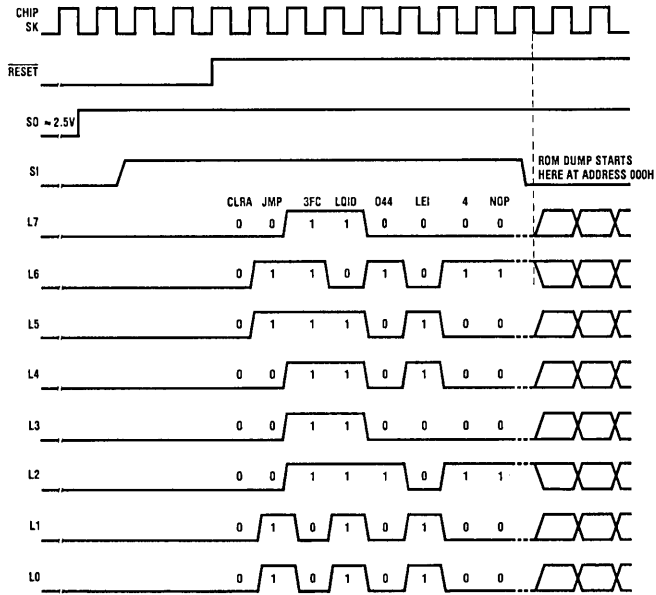 CHIP
SK
RESET
SO ≈ 2.5V
SI
ROM DUMP STARTS
HERE AT ADDRESS 000H
CLRA JMP 3FC LQID 044 LEI 4 NOP
L7 0 0 1 1 0 0 0 0
L6 0 1 1 0 1 0 1 1
L5 0 1 1 1 0 1 0 0
L4 0 0 1 1 0 1 0 0
L3 0 0 1 1 0 0 0 0
L2 0 0 1 1 1 0 1 1
L1 0 1 0 1 0 1 0 0
L0 0 1 0 1 0 1 0 0